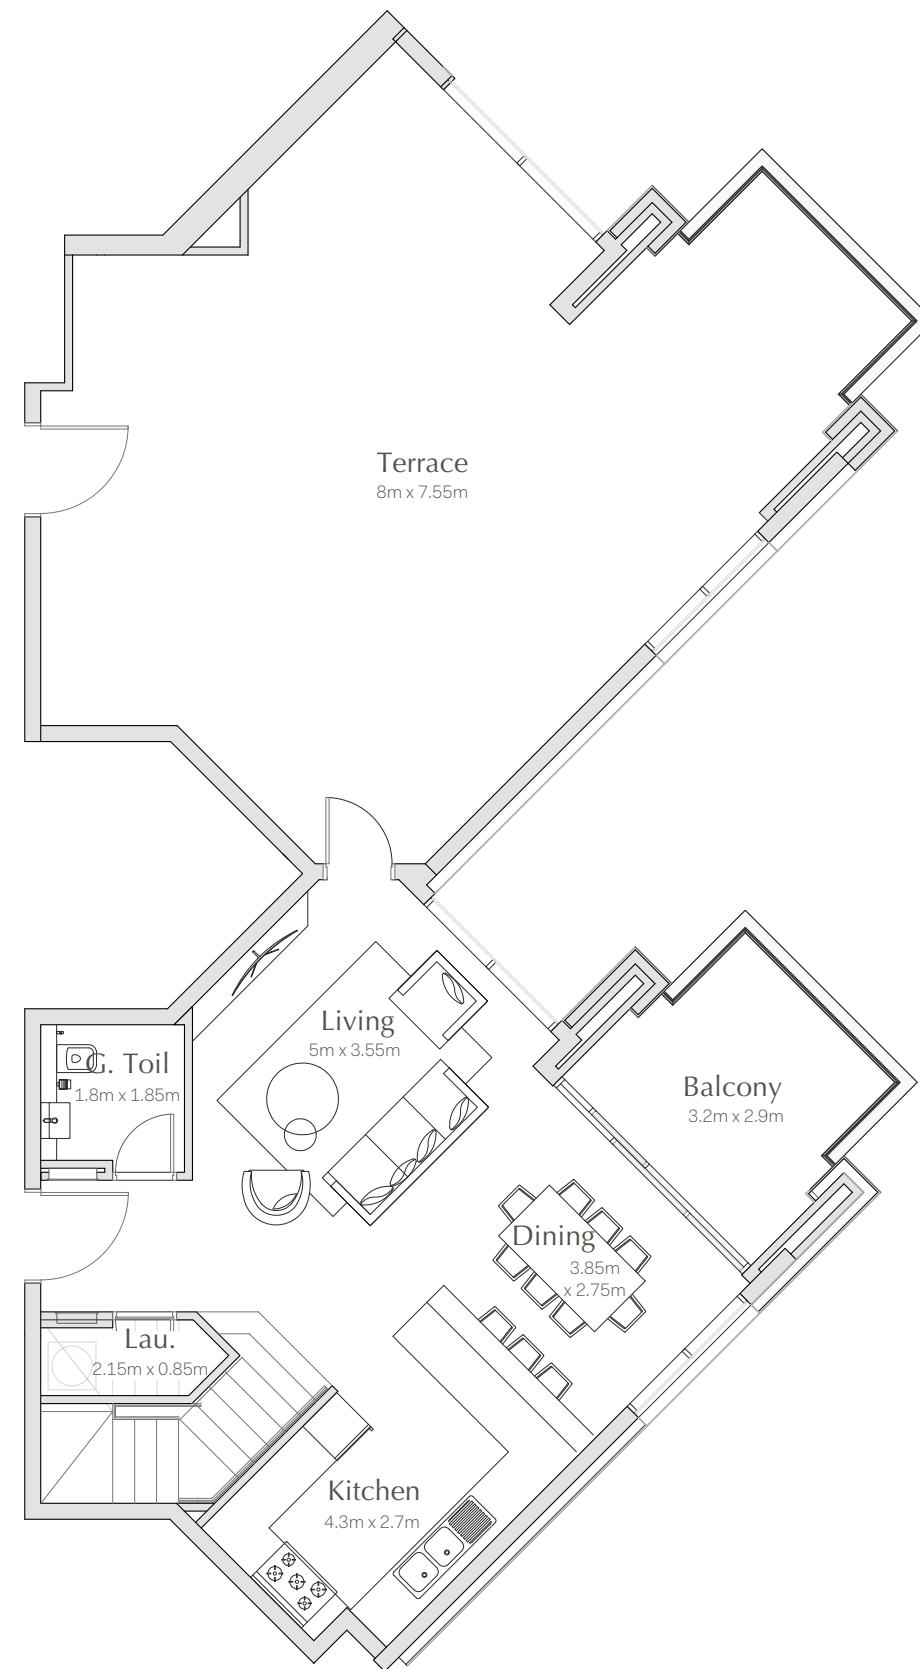 Terrace
8m x 7.55m
Living
5m x 3.55m
G. Toil
1.8m x 1.85m
Balcony
3.2m x 2.9m
Dining
3.85m
x 2.75m
Lau.
2.15m x 0.85m
Kitchen
4.3m x 2.7m